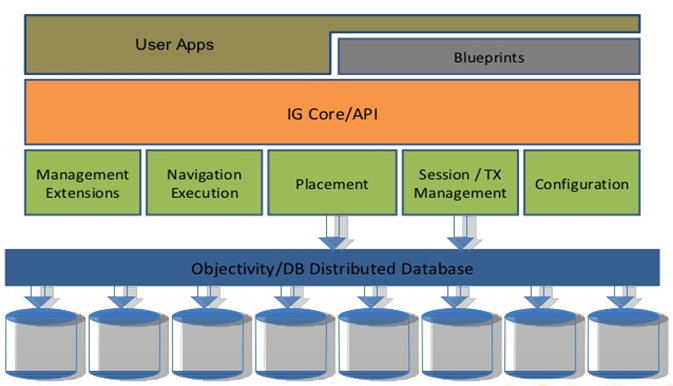 User Apps
Blueprints
IG Core/API
Management
Extensions
Navigation
Execution
Placement
Session / TX
Management
Configuration
Objectivity/DB Distributed Database